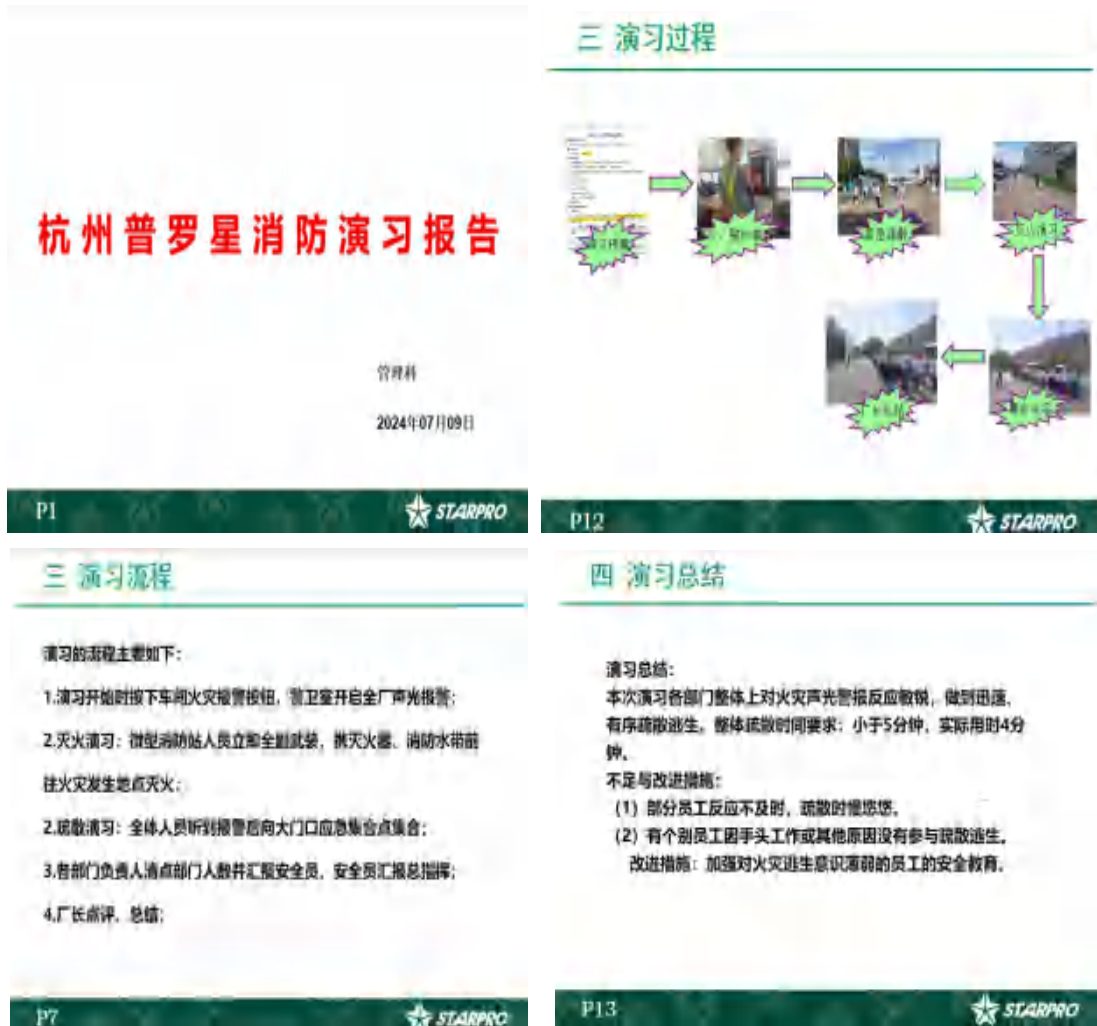 杭州普罗星消防演习报告
管理科
2024年07月09日
P1
STARPRO
三 演习过程
P12
STARPRO
三 演习流程
演习的流程主要如下：
1.演习开始时按下车间火灾报警按钮，警卫室开启全厂声光报警；
2.灭火演习：微型消防站人员立即全副武装，携灭火器、消防水带前
往火灾发生地点灭火；
2.疏散演习：全体人员听到报警后向大门口应急集合点集合；
3.各部门负责人清点部门人数并汇报安全员，安全员汇报总指挥；
4.厂长点评、总结；
P7
STARPRO
四 演习总结
演习总结：
本次演习各部门整体上对火灾声光警报反应敏锐，做到迅速、
有序疏散逃生。整体疏散时间要求：小于5分钟，实际用时4分
钟。
不足与改进措施：
（1）部分员工反应不及时，疏散时慢悠悠。
（2）有个别员工因手头工作或其他原因没有参与疏散逃生。
改进措施：加强对火灾逃生意识薄弱的员工的安全教育。
P13
STARPRO